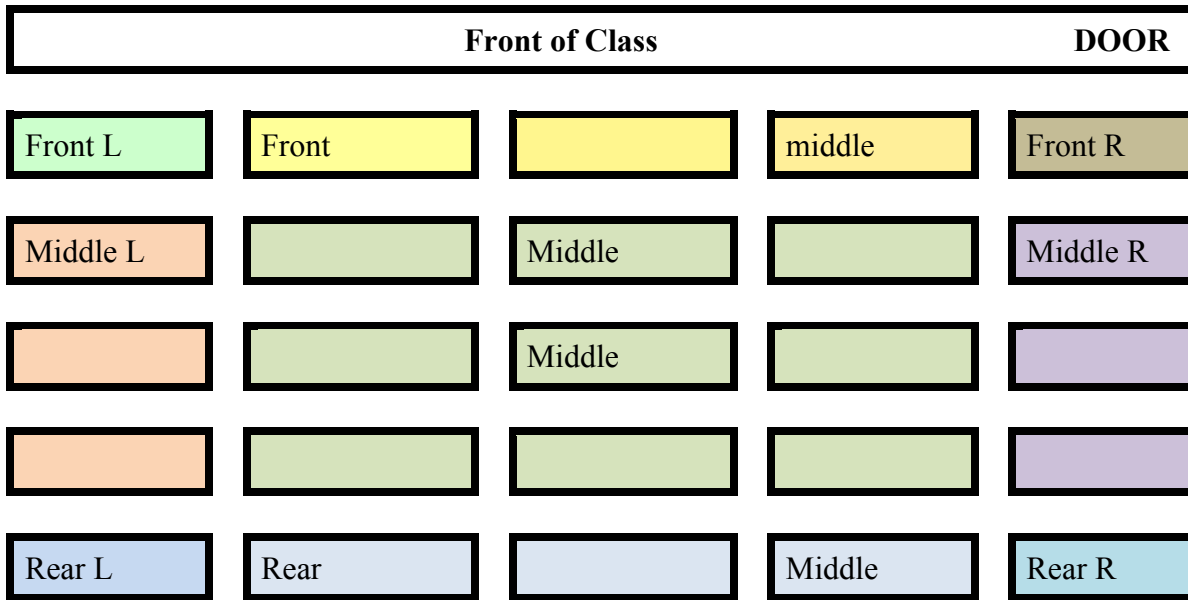 Front of Class DOOR
Front L Front middle Front R
Middle L Middle Middle R
Middle
Rear L Rear Middle Rear R